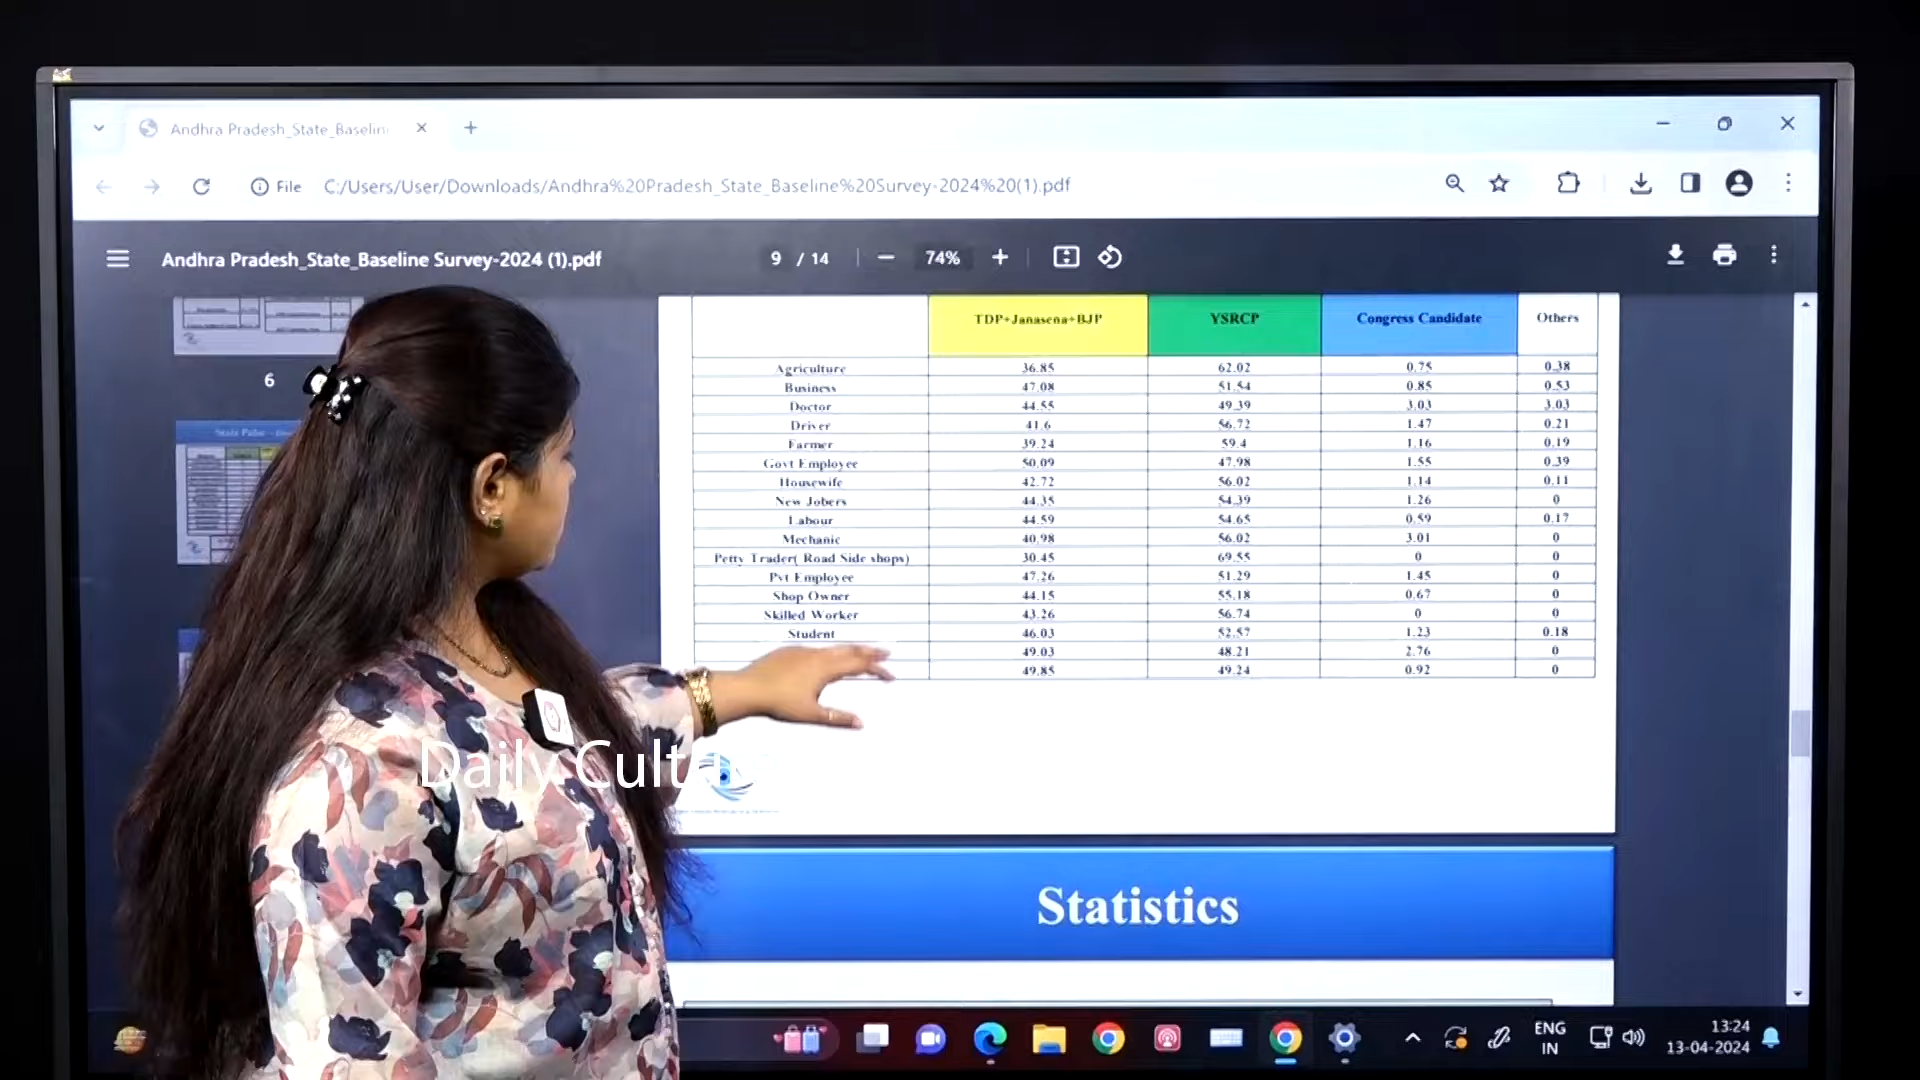 Andhra Pradesh_State_Baselin
File C:/Users/User/Downloads/Andhra%20Pradesh_State_Baseline%20Survey-2024%20(1).pdf
Andhra Pradesh_State_Baseline Survey-2024 (1).pdf 9 / 14 74%
TDP+Janasena+BJP YSRCP Congress Candidate Others
Agriculture 36.85 62.02 0.75 0.38
Business 47.08 51.54 0.85 0.53
Doctor 44.55 49.39 3.03 3.03
Driver 41.6 56.72 1.47 0.21
Farmer 39.24 59.4 1.16 0.19
Govt Employee 50.09 47.98 1.55 0.39
Housewife 42.72 56.02 1.14 0.11
New Jobers 44.35 54.39 1.26 0
Labour 44.59 54.65 0.59 0.17
Mechanic 40.98 56.02 3.01 0
Petty Trader( Road Side shops) 30.45 69.55 0 0
Pvt Employee 47.26 51.29 1.45 0
Shop Owner 44.15 55.18 0.67 0
Skilled Worker 43.26 56.74 0 0
Student 46.03 52.57 1.23 0.18
49.03 48.21 2.76 0
49.85 49.24 0.92 0
6
State Pulse
Daily Cult
Statistics
ENG
IN
13:24
13-04-2024